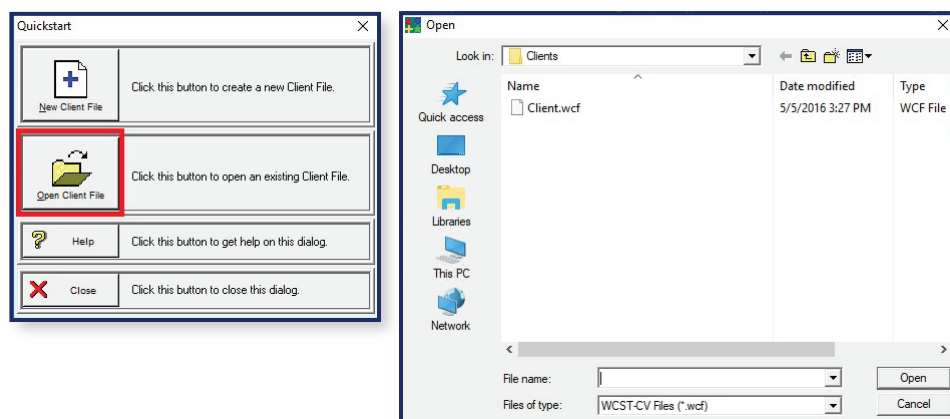 Quickstart
New Client File
Click this button to create a new Client File.
Open Client File
Click this button to open an existing Client File.
Help
Click this button to get help on this dialog.
Close
Click this button to close this dialog.
Open
Look in:
Clients
Quick access
Desktop
Libraries
This PC
Network
Name
Date modified
Type
Client.wcf
5/5/2016 3:27 PM
WCF File
File name:
Open
Files of type:
WCST-CV Files (*.wcf)
Cancel